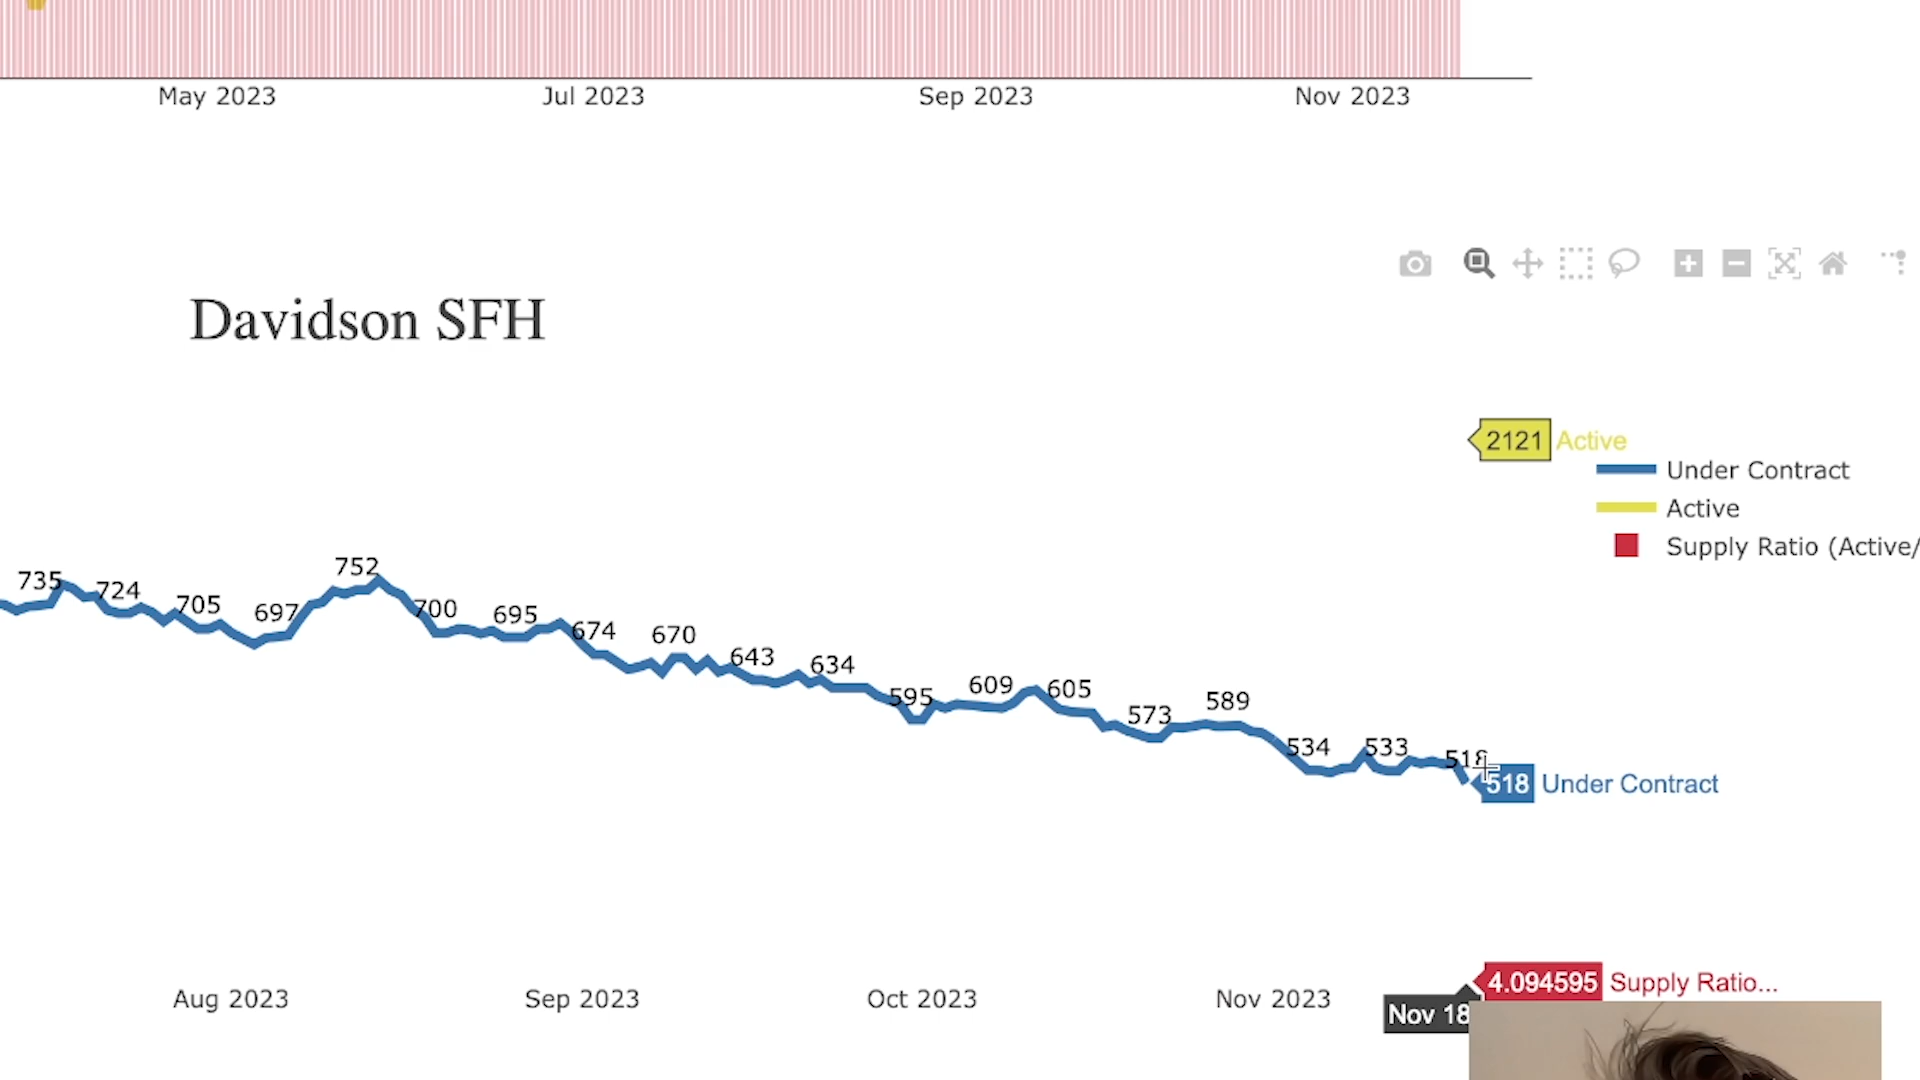 May 2023
Jul 2023
Sep 2023
Nov 2023
Davidson SFH
2121 Active
Under Contract
Active
Supply Ratio (Active/
735
724
705
697
752
700
695
674
670
643
634
595
609
605
573
589
534
533
518
518 Under Contract
4.094595 Supply Ratio...
Aug 2023
Sep 2023
Oct 2023
Nov 2023
Nov 18